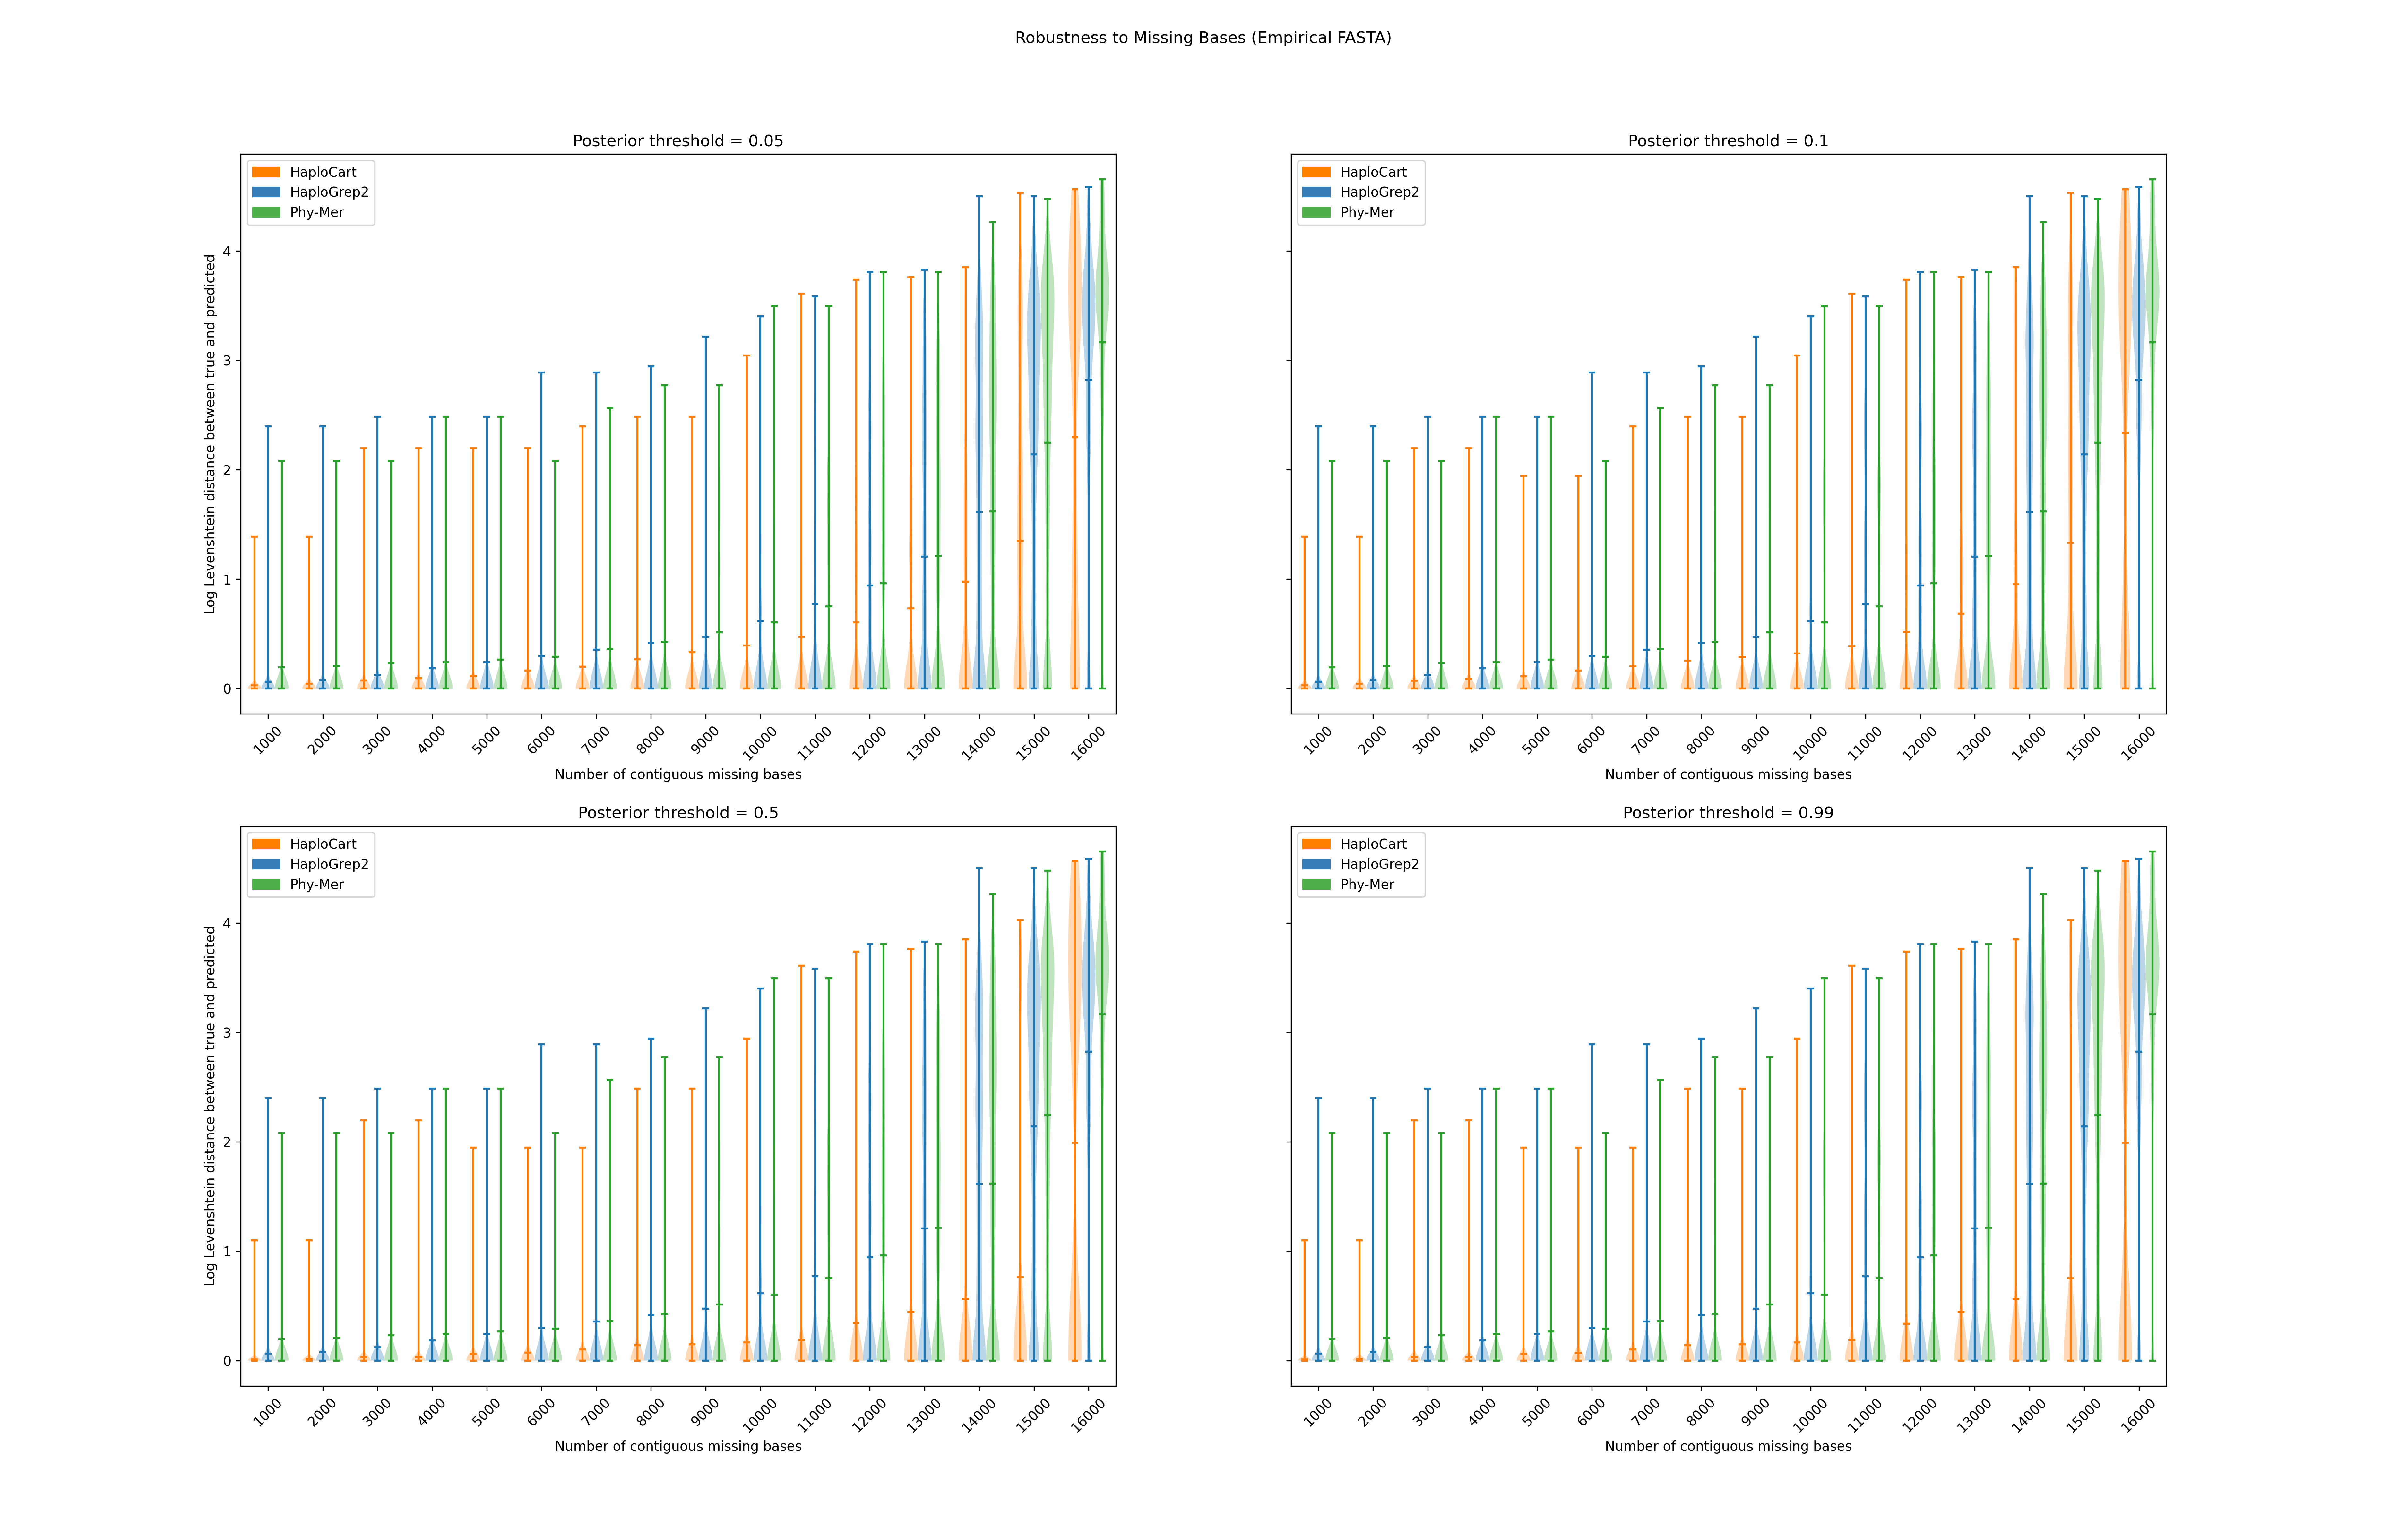 Robustness to Missing Bases (Empirical FASTA)
Posterior threshold = 0.05
HaploCart
HaploGrep2
Phy-Mer
Log Levenshtein distance between true and predicted
4
3
2
1
0
1000 2000 3000 4000 5000 6000 7000 8000 9000 10000 11000 12000 13000 14000 15000 16000
Number of contiguous missing bases
Posterior threshold = 0.1
HaploCart
HaploGrep2
Phy-Mer
1000 2000 3000 4000 5000 6000 7000 8000 9000 10000 11000 12000 13000 14000 15000 16000
Number of contiguous missing bases
Posterior threshold = 0.5
HaploCart
HaploGrep2
Phy-Mer
Log Levenshtein distance between true and predicted
4
3
2
1
0
1000 2000 3000 4000 5000 6000 7000 8000 9000 10000 11000 12000 13000 14000 15000 16000
Number of contiguous missing bases
Posterior threshold = 0.99
HaploCart
HaploGrep2
Phy-Mer
1000 2000 3000 4000 5000 6000 7000 8000 9000 10000 11000 12000 13000 14000 15000 16000
Number of contiguous missing bases